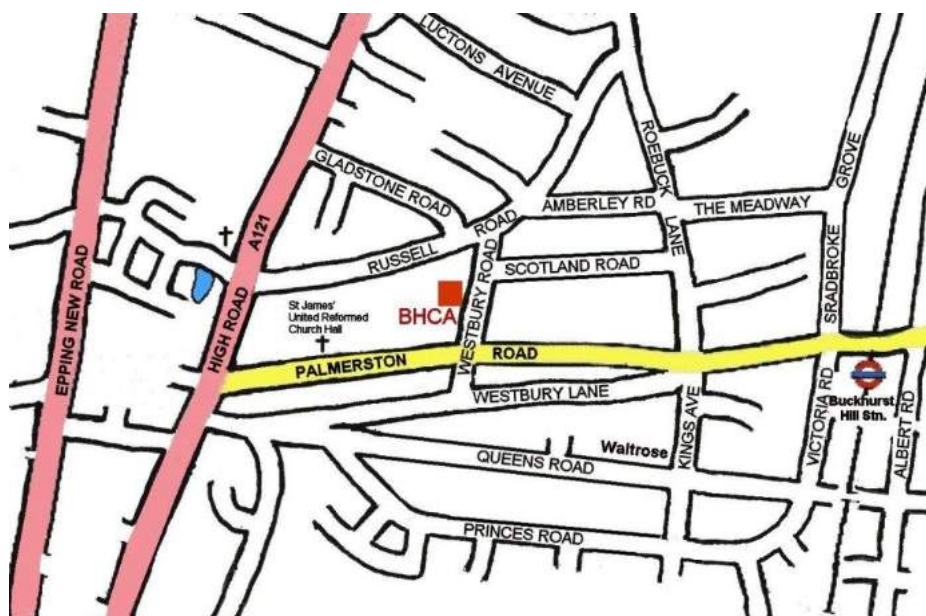 LUCTONS AVENUE
GLADSTONE ROAD
ROEBUCK LANE
GROVE
AMBERLEY RD
THE MEADWAY
A121
RUSSELL ROAD
SCOTLAND ROAD
WESTBURY ROAD
SRADBROKE
EPPING NEW ROAD
HIGH ROAD
St James'
United Reformed
Church Hall
BHCA
PALMERSTON ROAD
WESTBURY LANE
KINGS AVE
VICTORIA RD
Buckhurst
Hill Stn.
ALBERT RD
Waitrose
QUEENS ROAD
PRINCES ROAD